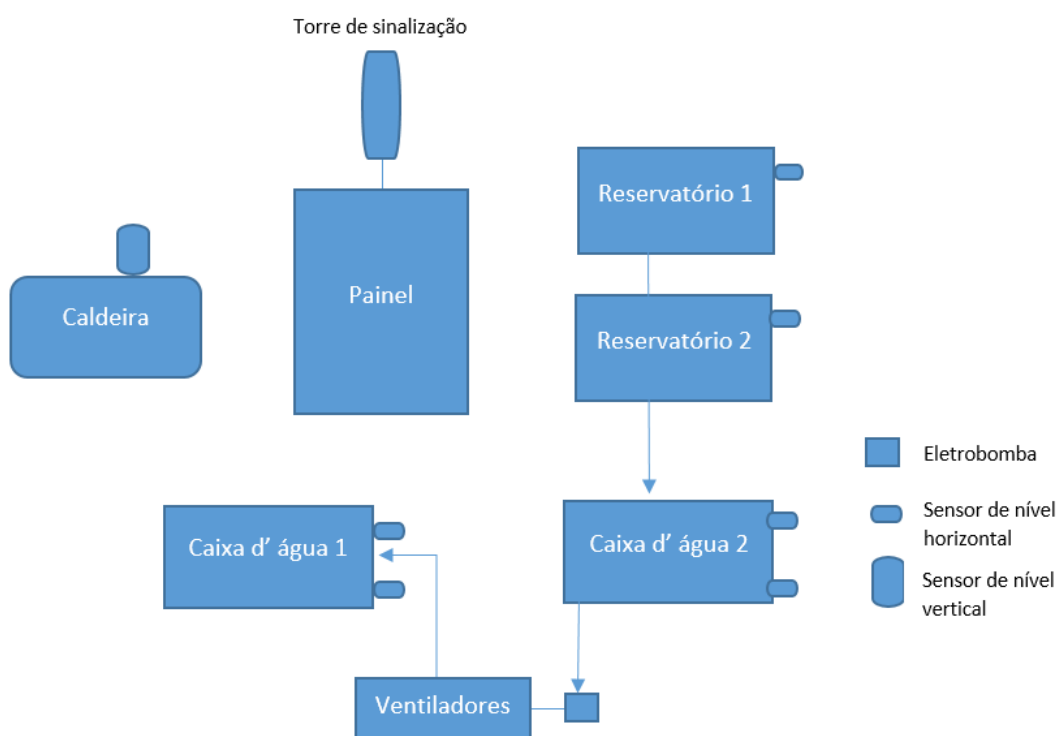 Torre de sinalização
Reservatório 1
Caldeira
Painel
Reservatório 2
Eletrobomba
Sensor de nível
horizontal
Sensor de nível
vertical
Caixa d’ água 1
Caixa d’ água 2
Ventiladores